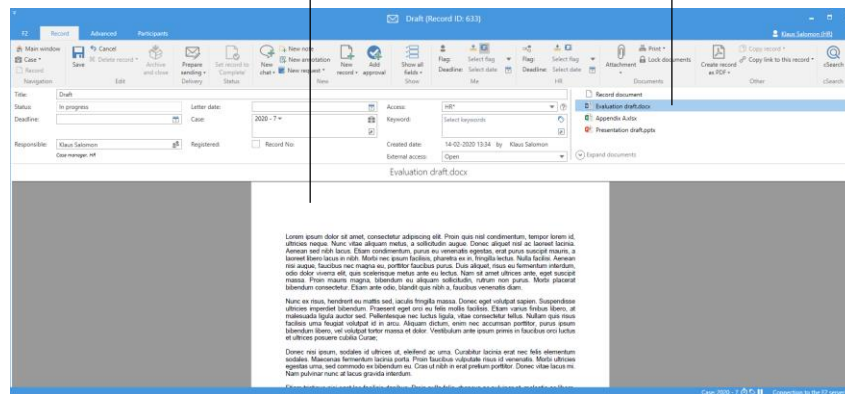 Draft (Record ID: 633)
F2 Record Advanced Participants
Klaus Salomon (HR)
Main window
Case
Record
Navigation
Save
Cancel
Delete record
Archive and close
Edit
Prepare sending
Delivery
Set record to Complete
Status
New chat
New note
New annotation
New request
New record
Add approval
New
Show all fields
Show
Flag: Select flag
Deadline: Select date
Me
Flag: Select flag
Deadline: Select date
HR
Attachment
Print
Lock documents
Documents
Create record as PDF
Copy record
Copy link to this record
Other
cSearch
cSearch
Title: Draft
Status: In progress
Letter date:
Access: HR*
Deadline:
Case: 2020 - 7
Keyword: Select keywords
Responsible: Klaus Salomon
Case manager, HR
Registered: Record No:
Created date: 14-02-2020 13:34 by Klaus Salomon
External access: Open
Record document
Evaluation draft.docx
Appendix A.xlsx
Presentation draft.pptx
Expand documents
Evaluation draft.docx
Lorem ipsum dolor sit amet, consectetur adipiscing elit. Proin quis nisl condimentum, tempor lorem id,
ultricies neque. Nunc vitae aliquam metus, a sollicitudin augue. Donec aliquet nisl ac laoreet lacinia.
Aenean sed nibh lacus. Etiam condimentum, purus eu venenatis egestas, erat purus suscipit mauris, a
laoreet libero lacus in nibh. Morbi nec ipsum facilisis, pharetra ex in, fringilla lectus. Nulla facilisi. Aenean
nisi augue, faucibus nec magna eu, porttitor faucibus purus. Duis aliquet, risus eu fermentum interdum,
odio dolor viverra elit, quis scelerisque metus ante eu lectus. Nam sit amet ultrices ante, eget suscipit
massa. Proin mauris magna, bibendum eu aliquam sollicitudin, rutrum non purus. Morbi placerat
bibendum consectetur. Etiam ante odio, blandit quis nibh a, faucibus venenatis diam.
Nunc ex risus, hendrerit eu mattis sed, iaculis fringilla massa. Donec eget volutpat sapien. Suspendisse
ultricies imperdiet bibendum. Praesent eget orci eu felis mollis facilisis. Etiam varius finibus libero, at
malesuada ligula auctor sed. Pellentesque nec luctus ligula, vitae consectetur tellus. Nullam quis risus
facilisis urna feugiat volutpat id in arcu. Aliquam dictum, enim nec accumsan porttitor, purus ipsum
bibendum libero, vel volutpat tortor massa et dolor. Vestibulum ante ipsum primis in faucibus orci luctus
et ultrices posuere cubilia Curae;
Donec nisi ipsum, sodales id ultrices ut, eleifend ac urna. Curabitur lacinia erat nec felis elementum
sodales. Maecenas fermentum lacinia porta. Proin faucibus vulputate risus id venenatis. Morbi ultricies
egestas urna, sed commodo ex bibendum eu. Cras ut nibh in erat pretium porttitor. Donec vitae lacus mi.
Nam pulvinar nunc at lacus gravida interdum.
Case: 2020 - 7
Connection to the F2 server